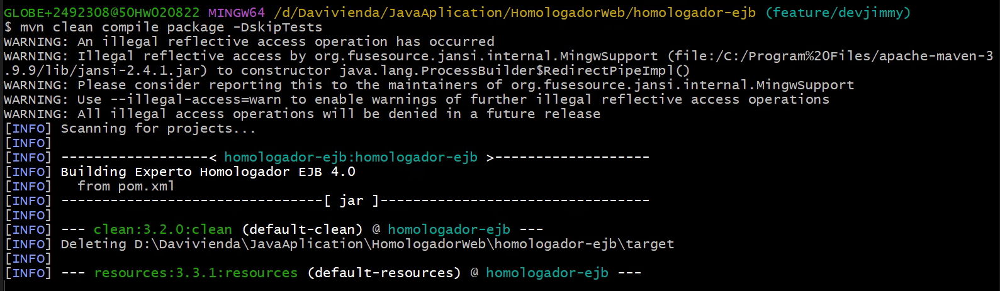 GLOBE+2492308@50HW020822 MINGW64 /d/Davivienda/JavaAplication/HomologadorWeb/homologador-ejb (feature/devjimmy)
$ mvn clean compile package -DskipTests
WARNING: An illegal reflective access operation has occurred
WARNING: Illegal reflective access by org.fusesource.jansi.internal.MingwSupport (file:/C:/Program%20Files/apache-maven-3
.9.9/lib/jansi-2.4.1.jar) to constructor java.lang.ProcessBuilder$RedirectPipeImpl()
WARNING: Please consider reporting this to the maintainers of org.fusesource.jansi.internal.MingwSupport
WARNING: Use --illegal-access=warn to enable warnings of further illegal reflective access operations
WARNING: All illegal access operations will be denied in a future release
[INFO] Scanning for projects...
[INFO]
[INFO] ------------------< homologador-ejb:homologador-ejb >-------------------
[INFO] Building Experto Homologador EJB 4.0
[INFO]   from pom.xml
[INFO] --------------------------------[ jar ]---------------------------------
[INFO]
[INFO] --- clean:3.2.0:clean (default-clean) @ homologador-ejb ---
[INFO] Deleting D:\Davivienda\JavaAplication\HomologadorWeb\homologador-ejb\target
[INFO]
[INFO] --- resources:3.3.1:resources (default-resources) @ homologador-ejb ---